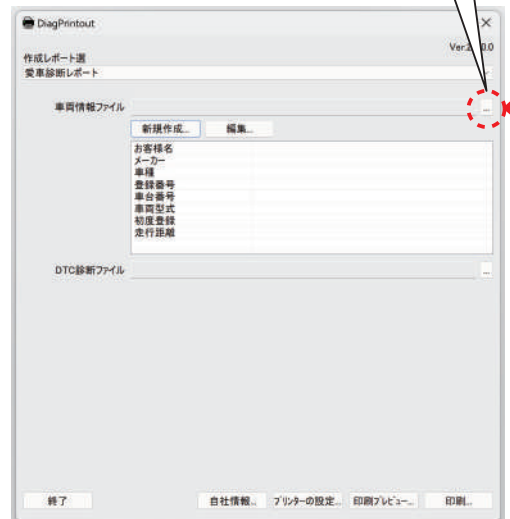 DiagPrintout
Ver.2 0.0
作成レポート選
愛車診断レポート
車両情報ファイル
...
新規作成... 編集...
お客様名
メーカー
車種
登録番号
車台番号
車両型式
初度登録
走行距離
DTC診断ファイル
...
終了 自社情報... プリンターの設定... 印刷プレビュー... 印刷...